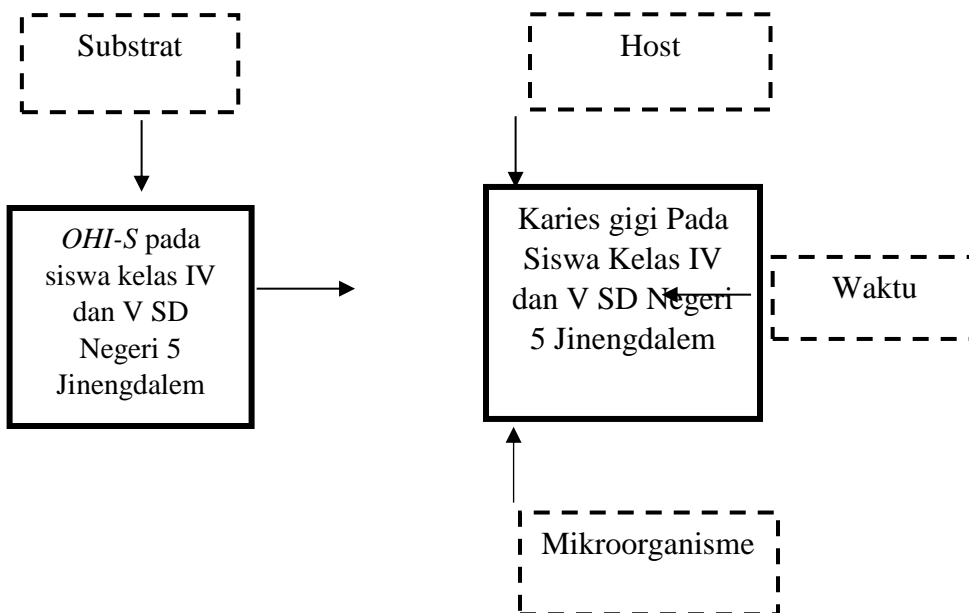 Substrat
Host
OHI-S pada
siswa kelas IV
dan V SD
Negeri 5
Jinengdalem
Karies gigi Pada
Siswa Kelas IV
dan V SD Negeri
5 Jinengdalem
Waktu
Mikroorganisme